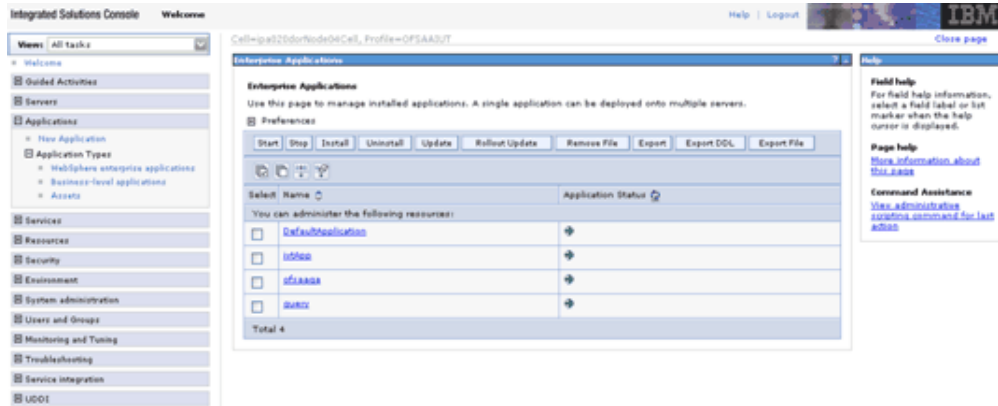 Integrated Solutions Console Welcome Help | Logout IBM
View: All tasks
Welcome
Guided Activities
Servers
Applications
New Application
Application Types
WebSphere enterprise applications
Business-level applications
Assets
Services
Resources
Security
Environment
System administration
Users and Groups
Monitoring and Tuning
Troubleshooting
Service integration
UDDI
Cell=ipa020dorNode04Cell, Profile=OFSAAIUT
Close page
Enterprise Applications ? -
Enterprise Applications
Use this page to manage installed applications. A single application can be deployed onto multiple servers.
Preferences
Start Stop Install Uninstall Update Rollout Update Remove File Export Export DDL Export File
Select Name Application Status
You can administer the following resources:
DefaultApplication
ivtApp
ofsaaqa
query
Total 4
Help
Field help
For field help information,
select a field label or list
marker when the help
cursor is displayed.
Page help
More information about
this page
Command Assistance
View administrative
scripting command for last
action